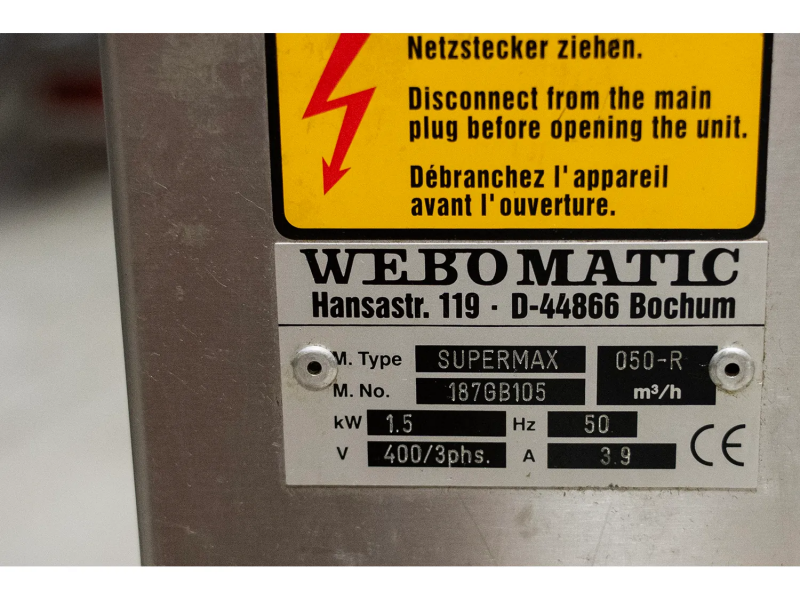 Netzstecker ziehen.
Disconnect from the main
plug before opening the unit.
Débranchez l'appareil
avant l'ouverture.
WEBOMATIC
Hansastr. 119 · D-44866 Bochum
M. Type SUPERMAX 050-R
M. No. 187GB105 m³/h
kW 1.5 Hz 50
V 400/3phs. A 3.9 CE